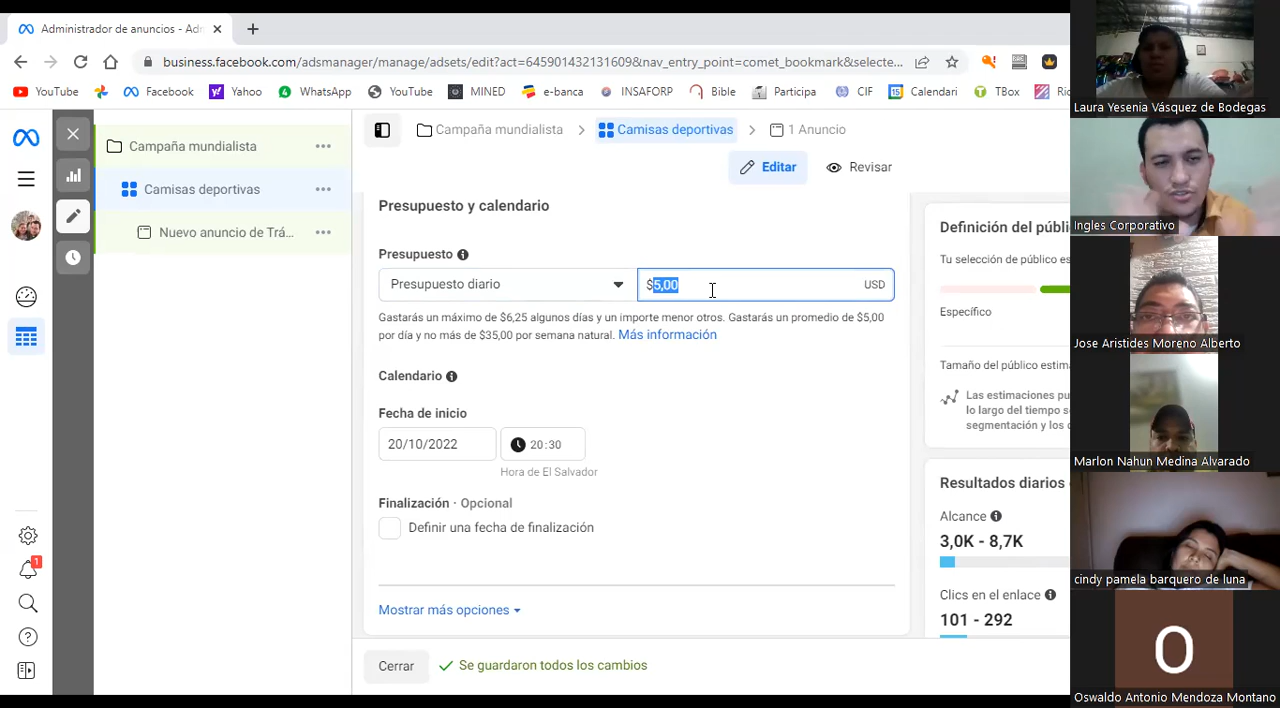 Administrador de anuncios - Adm
business.facebook.com/adsmanager/manage/adsets/edit?act=645901432131609&nav_entry_point=comet_bookmark&selecte...
YouTube
Facebook
Yahoo
WhatsApp
YouTube
MINED
e-banca
INSAFORP
Bible
Participa
CIF
Calendari
TBox
Campaña mundialista
Camisas deportivas
Nuevo anuncio de Trá...
Campaña mundialista
Camisas deportivas
1 Anuncio
Editar
Revisar
Presupuesto y calendario
Presupuesto
Presupuesto diario
$5,00
USD
Gastarás un máximo de $6,25 algunos días y un importe menor otros. Gastarás un promedio de $5,00
por día y no más de $35,00 por semana natural. Más información
Calendario
Fecha de inicio
20/10/2022
20:30
Hora de El Salvador
Finalización · Opcional
Definir una fecha de finalización
Mostrar más opciones
Cerrar
Se guardaron todos los cambios
Definición del públi
Tu selección de público es
Específico
Tamaño del público estima
Las estimaciones pu
lo largo del tiempo s
segmentación y los d
Resultados diarios
Alcance
3,0K - 8,7K
Clics en el enlace
101 - 292
1
Laura Yesenia Vásquez de Bodegas
Ingles Corporativo
Jose Aristides Moreno Alberto
Marlon Nahun Medina Alvarado
cindy pamela barquero de luna
O
Oswaldo Antonio Mendoza Montano